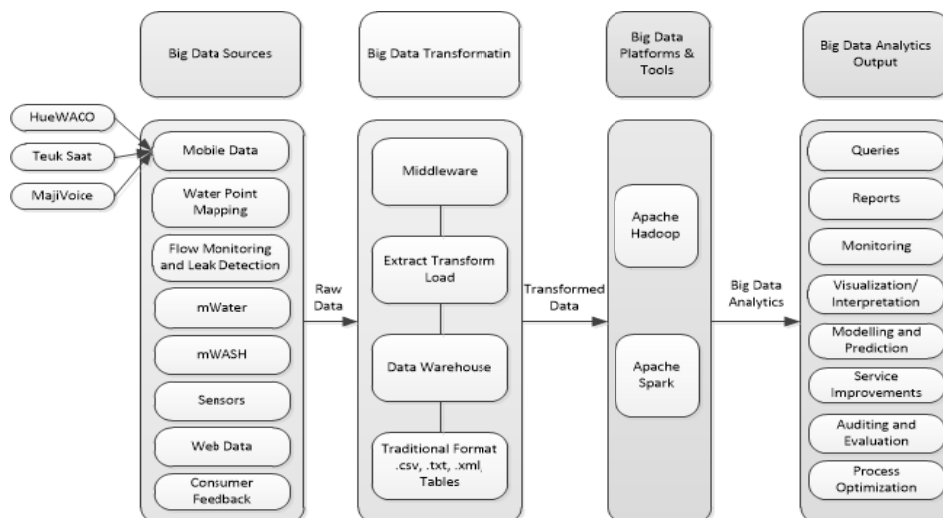 Big Data Sources
Big Data Transformatin
Big Data
Platforms &
Tools
Big Data Analytics
Output
HueWACO
Teuk Saat
MajiVoice
Mobile Data
Water Point
Mapping
Flow Monitoring
and Leak Detection
mWater
mWASH
Sensors
Web Data
Consumer
Feedback
Raw
Data
Middleware
Extract Transform
Load
Data Warehouse
Traditional Format
.csv, .txt, .xml,
Tables
Transformed
Data
Apache
Hadoop
Apache
Spark
Big Data
Analytics
Queries
Reports
Monitoring
Visualization/
Interpretation
Modelling and
Prediction
Service
Improvements
Auditing and
Evaluation
Process
Optimization